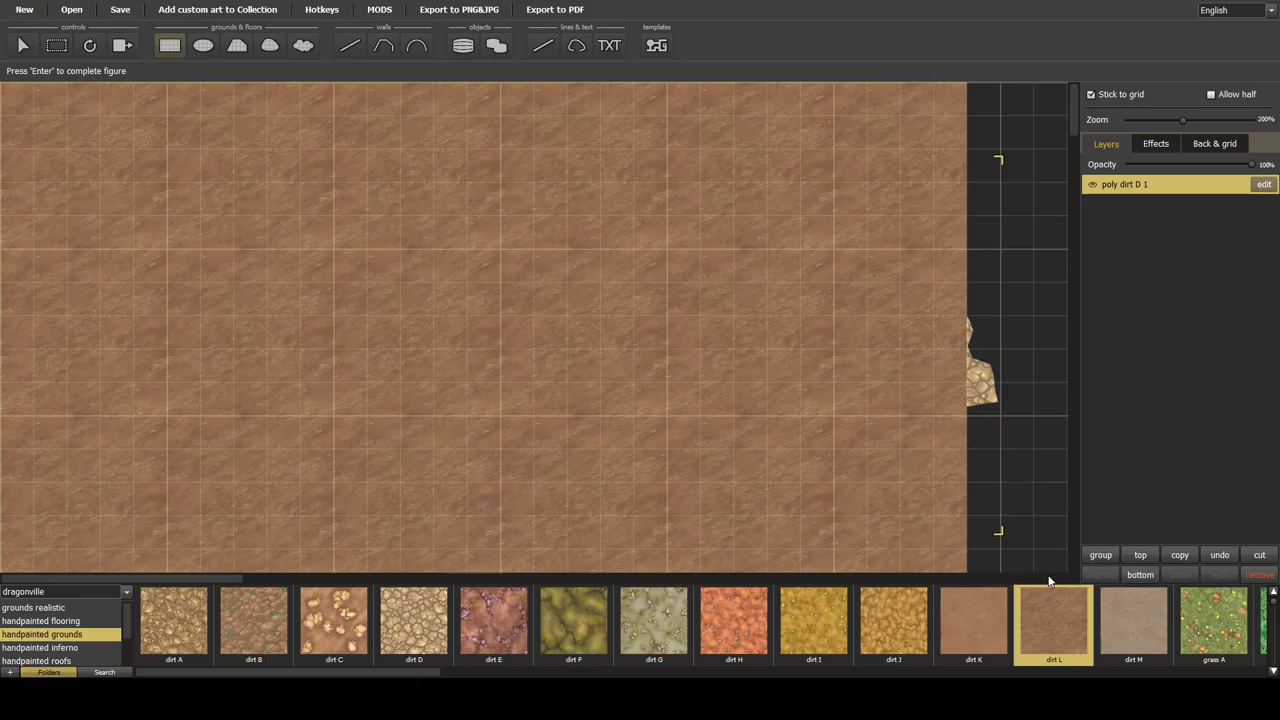 New Open Save Add custom art to Collection Hotkeys MODS Export to PNG&JPG Export to PDF English
controls grounds & floors walls objects lines & text templates
TXT
Press 'Enter' to complete figure
Stick to grid Allow half
Zoom 200%
Layers Effects Back & grid
Opacity 100%
poly dirt D 1 edit
group top copy undo cut
bottom remove
dragonville
grounds realistic
handpainted flooring
handpainted grounds
handpainted inferno
handpainted roofs
dirt A dirt B dirt C dirt D dirt E dirt F dirt G dirt H dirt I dirt J dirt K dirt L dirt M grass A
+ Folders Search